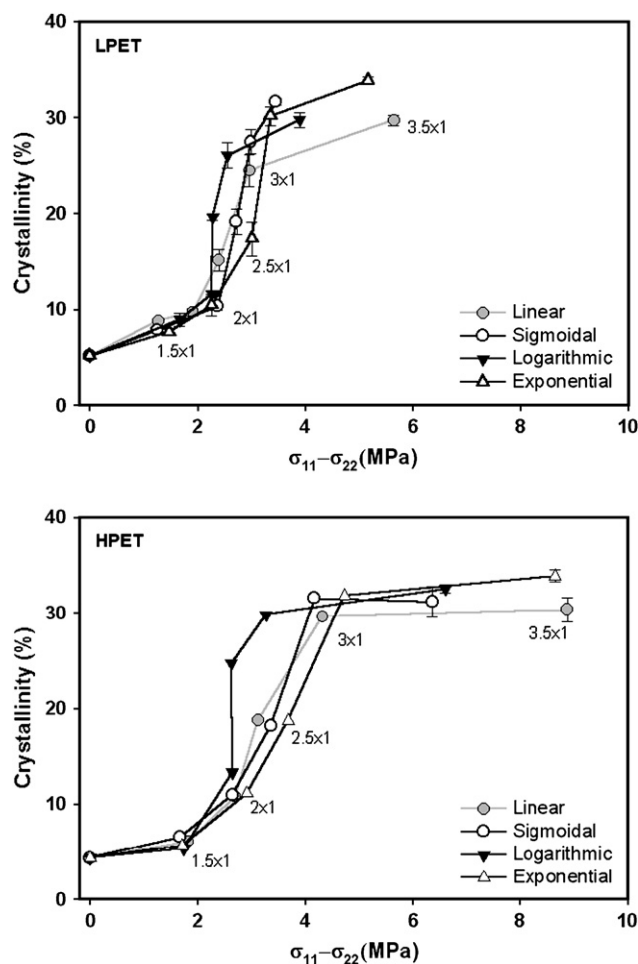 LPET
40
30
20
10
0
Crystallinity (%)
3.5×1
3×1
2.5×1
2×1
1.5×1
Linear
Sigmoidal
Logarithmic
Exponential
0 2 4 6 8 10
σ11−σ22(MPa)
HPET
40
30
20
10
0
Crystallinity (%)
3×1
3.5×1
2.5×1
2×1
1.5×1
Linear
Sigmoidal
Logarithmic
Exponential
0 2 4 6 8 10
σ11−σ22(MPa)